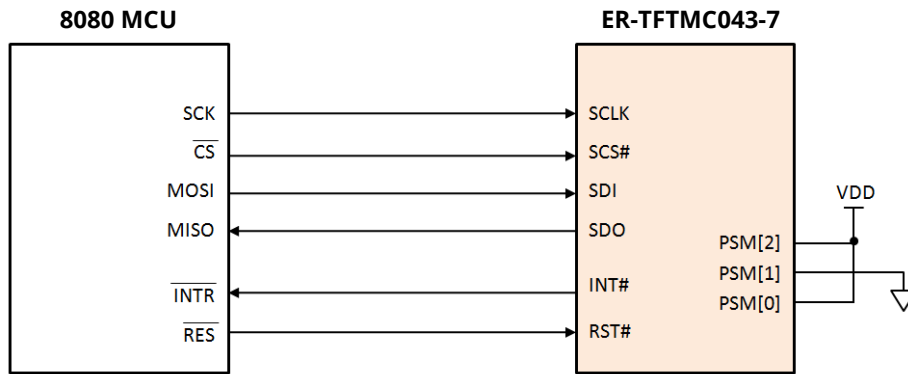 8080 MCU
ER-TFTMC043-7
SCK
SCLK
CS
SCS#
MOSI
SDI
MISO
SDO
VDD
PSM[2]
PSM[1]
PSM[0]
INTR
INT#
RES
RST#